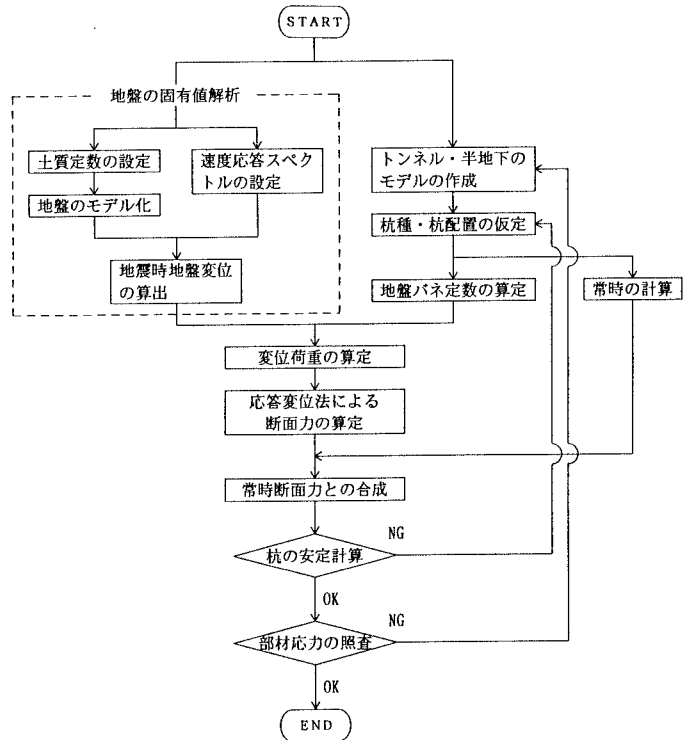 START
地盤の固有値解析
土質定数の設定
速度応答スペク
トルの設定
地盤のモデル化
地震時地盤変位
の算出
トンネル・半地下の
モデルの作成
杭種・杭配置の仮定
地盤バネ定数の算定
常時の計算
変位荷重の算定
応答変位法による
断面力の算定
常時断面力との合成
杭の安定計算
NG
OK
部材応力の照査
NG
OK
END